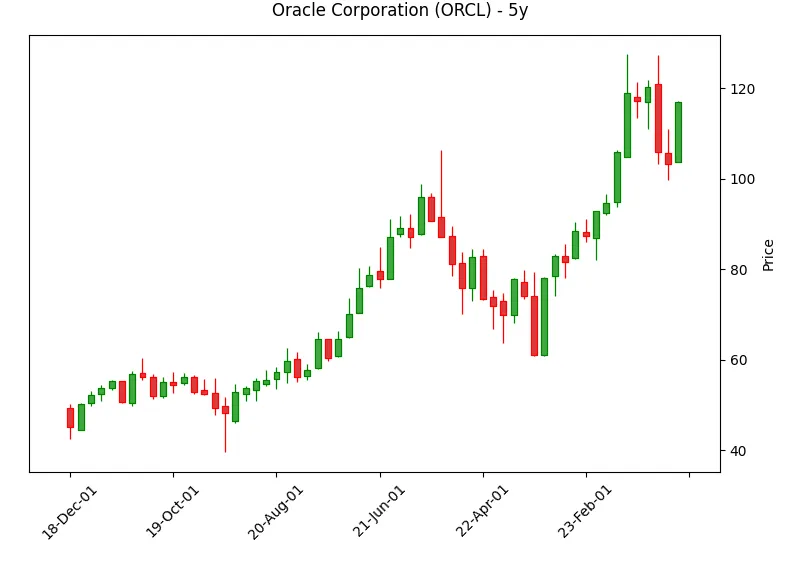 Oracle Corporation (ORCL) - 5y
120
100
80
60
40
Price
18-Dec-01
19-Oct-01
20-Aug-01
21-Jun-01
22-Apr-01
23-Feb-01